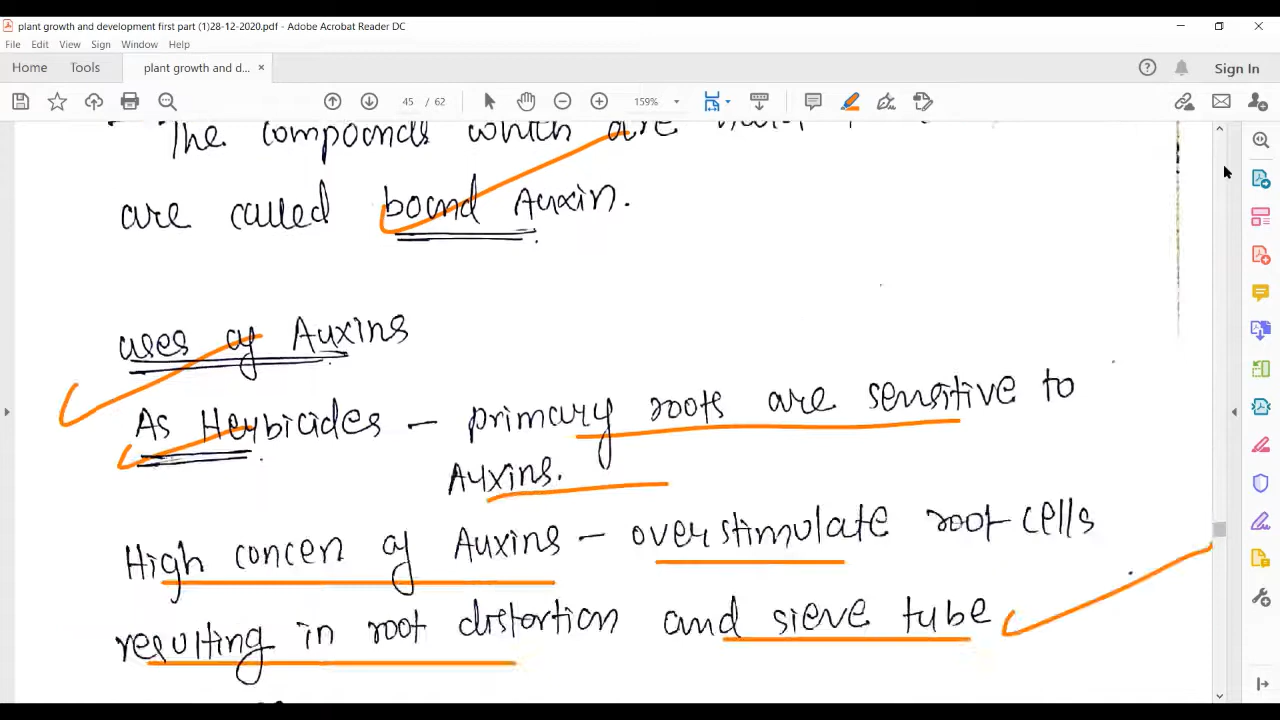 plant growth and development first part (1)28-12-2020.pdf - Adobe Acrobat Reader DC
File Edit View Sign Window Help
Home Tools plant growth and d... × Sign In
45 / 62 159%
The compounds which are
are called bound Auxin.
uses of Auxins
As Herbicides - primary roots are sensitive to
Auxins.
High concen of Auxins - overstimulate root cells
resulting in root distortion and sieve tube